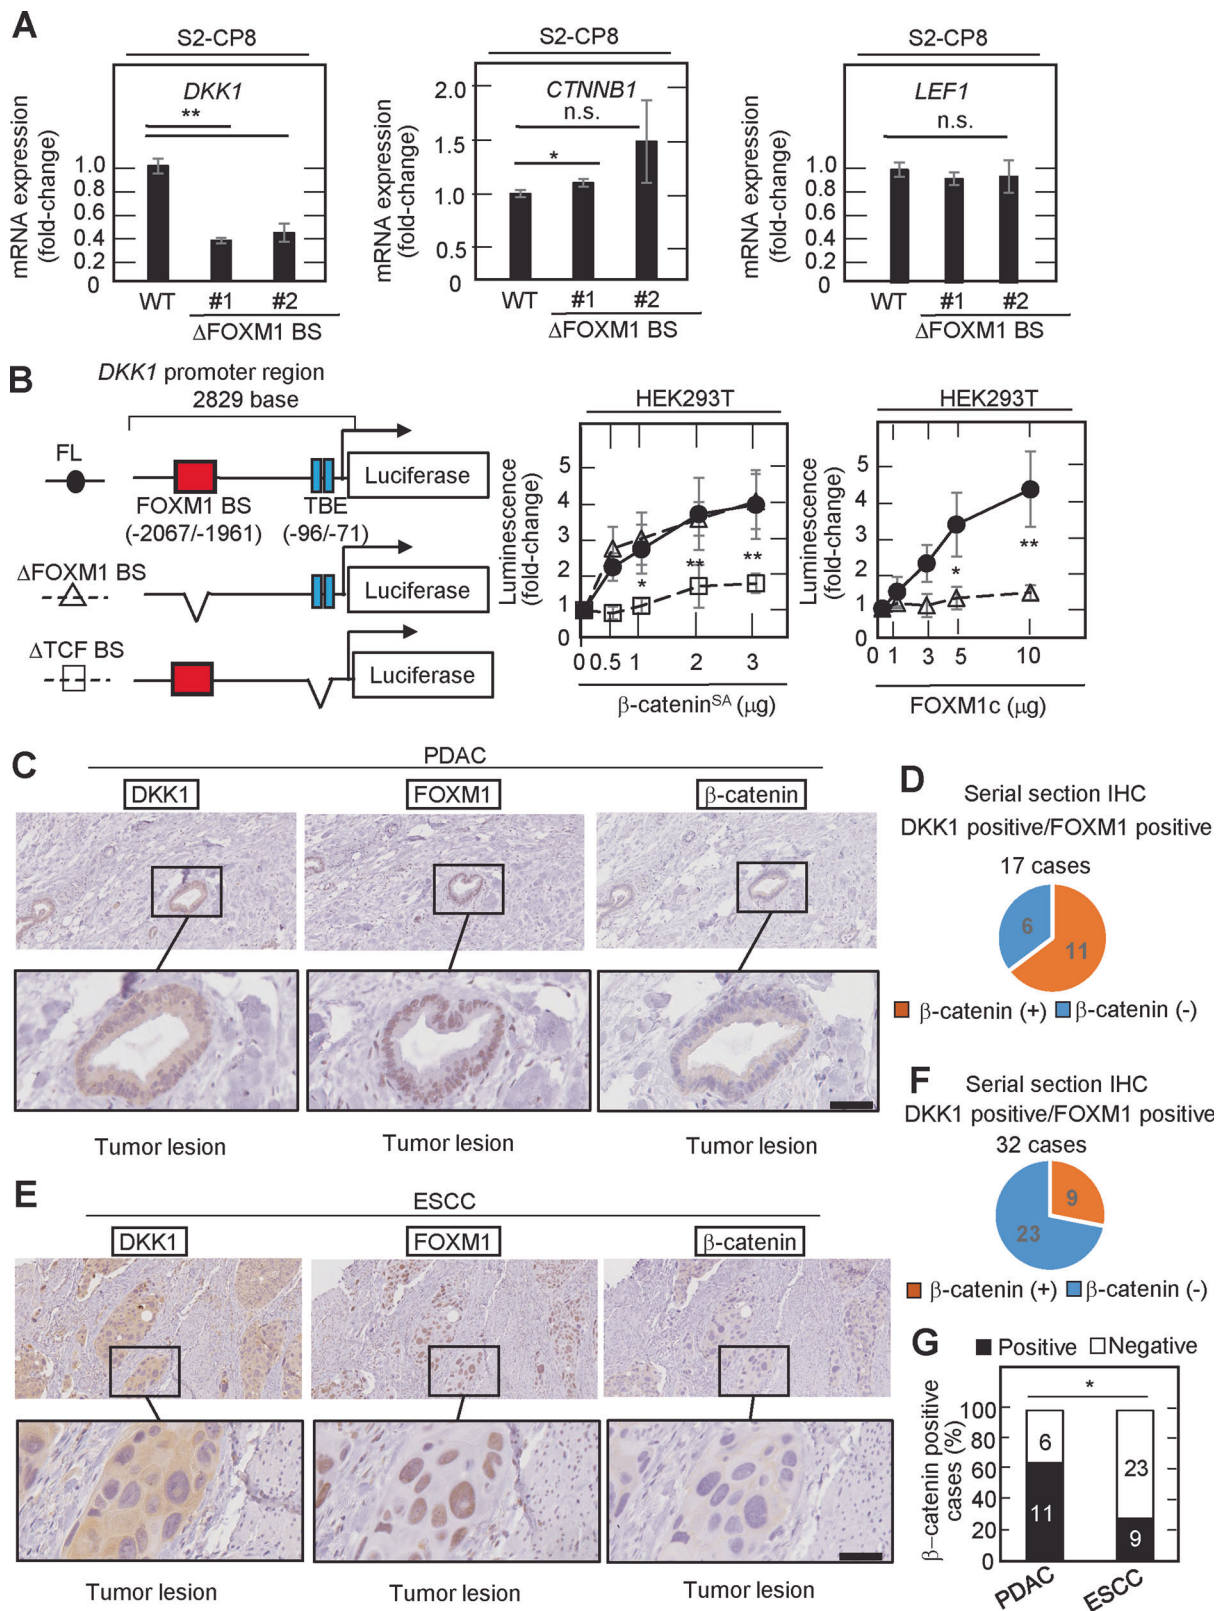 A
S2-CP8
mRNA expression
(fold-change)
DKK1
**
1.0
0.8
0.6
0.4
0.2
0
WT #1 #2
ΔFOXM1 BS
S2-CP8
mRNA expression
(fold-change)
CTNNB1
n.s.
*
2.0
1.5
1.0
0.5
0
WT #1 #2
ΔFOXM1 BS
S2-CP8
mRNA expression
(fold-change)
LEF1
n.s.
1.0
0.8
0.6
0.4
0.2
0
WT #1 #2
ΔFOXM1 BS
B
DKK1 promoter region
2829 base
FL
Luciferase
FOXM1 BS TBE
(-2067/-1961) (-96/-71)
ΔFOXM1 BS
Luciferase
ΔTCF BS
Luciferase
HEK293T
Luminescence
(fold-change)
5
4
3
2
1
0
* ** **
0 0.5 1 2 3
β-cateninSA (μg)
HEK293T
Luminescence
(fold-change)
5
4
3
2
1
0
* **
0 1 3 5 10
FOXM1c (μg)
C
PDAC
DKK1 FOXM1 β-catenin
Tumor lesion Tumor lesion Tumor lesion
D
Serial section IHC
DKK1 positive/FOXM1 positive
17 cases
6
11
β-catenin (+) β-catenin (-)
E
ESCC
DKK1 FOXM1 β-catenin
Tumor lesion Tumor lesion Tumor lesion
F
Serial section IHC
DKK1 positive/FOXM1 positive
32 cases
9
23
β-catenin (+) β-catenin (-)
G
Positive Negative
*
β-catenin positive
cases (%)
100
80
60
40
20
0
6 23
11 9
PDAC ESCC